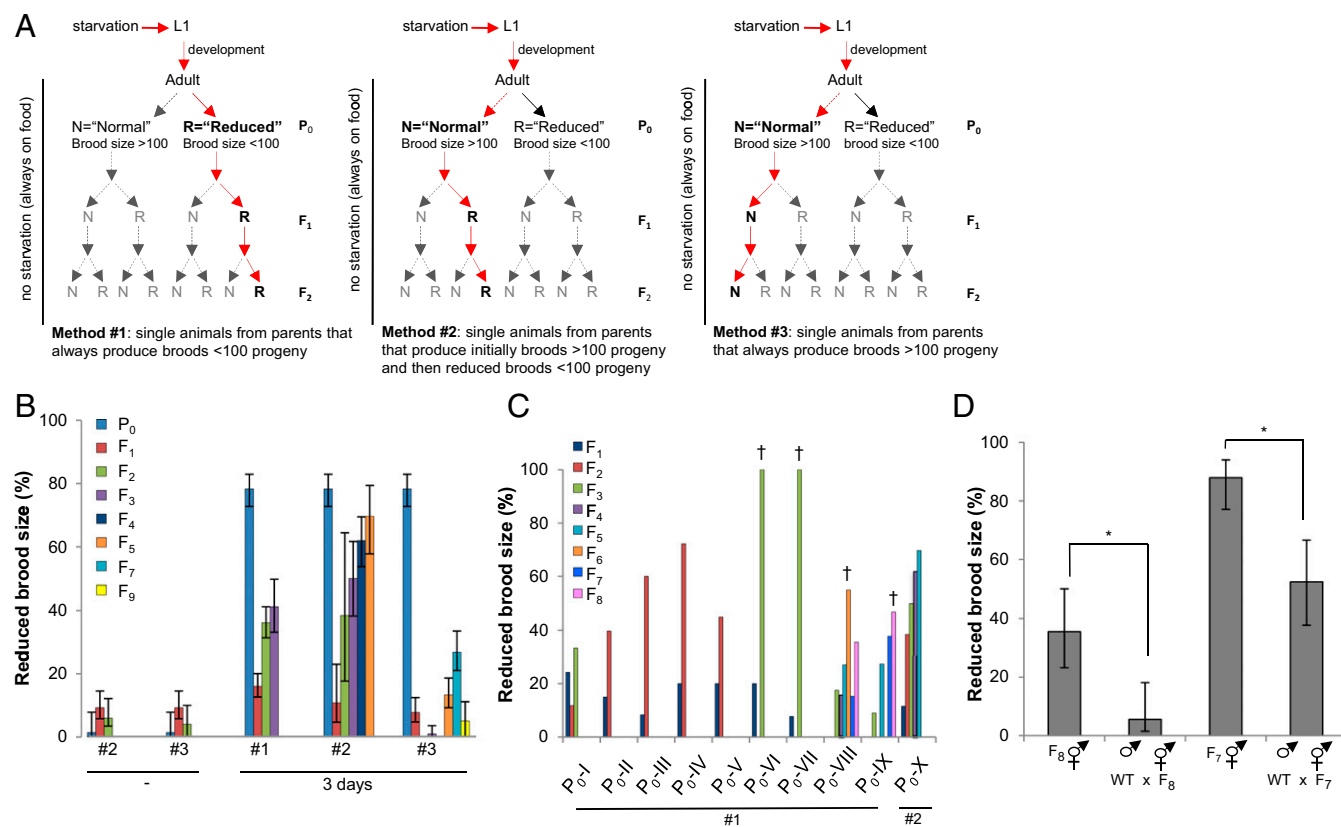 A
starvation L1
development
Adult
no starvation (always on food)
N="Normal" R="Reduced" P0
Brood size >100 Brood size <100
N R N R F1
N R N R N R N R F2
Method #1: single animals from parents that
always produce broods <100 progeny
starvation L1
development
Adult
no starvation (always on food)
N="Normal" R="Reduced" P0
Brood size >100 Brood size <100
N R N R F1
N R N R N R N R F2
Method #2: single animals from parents
that produce initially broods >100 progeny
and then reduced broods <100 progeny
starvation L1
development
Adult
no starvation (always on food)
N="Normal" R="Reduced" P0
Brood size >100 brood size <100
N R N R F1
N R N R N R N R F2
Method #3: single animals from parents
that always produce broods >100 progeny
B
Reduced brood size (%)
100
80
60
40
20
0
P0
F1
F2
F3
F4
F5
F7
F9
#2 #3 #1 #2 #3
- 3 days
C
Reduced brood size (%)
100
80
60
40
20
0
F1
F2
F3
F4
F5
F6
F7
F8
† † † †
P0-I P0-II P0-III P0-IV P0-V P0-VI P0-VII P0-VIII P0-IX P0-X
#1 #2
D
Reduced brood size (%)
100
80
60
40
20
0
* *
F8 WT x F8 F7 WT x F7